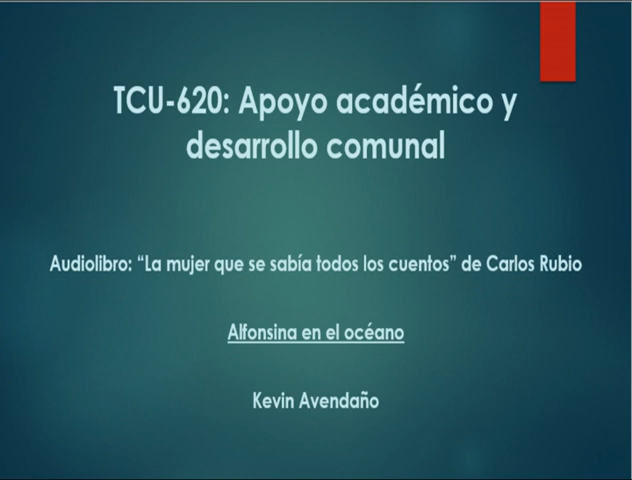 TCU-620: Apoyo académico y
desarrollo comunal
Audiolibro: “La mujer que se sabía todos los cuentos” de Carlos Rubio
Alfonsina en el océano
Kevin Avendaño